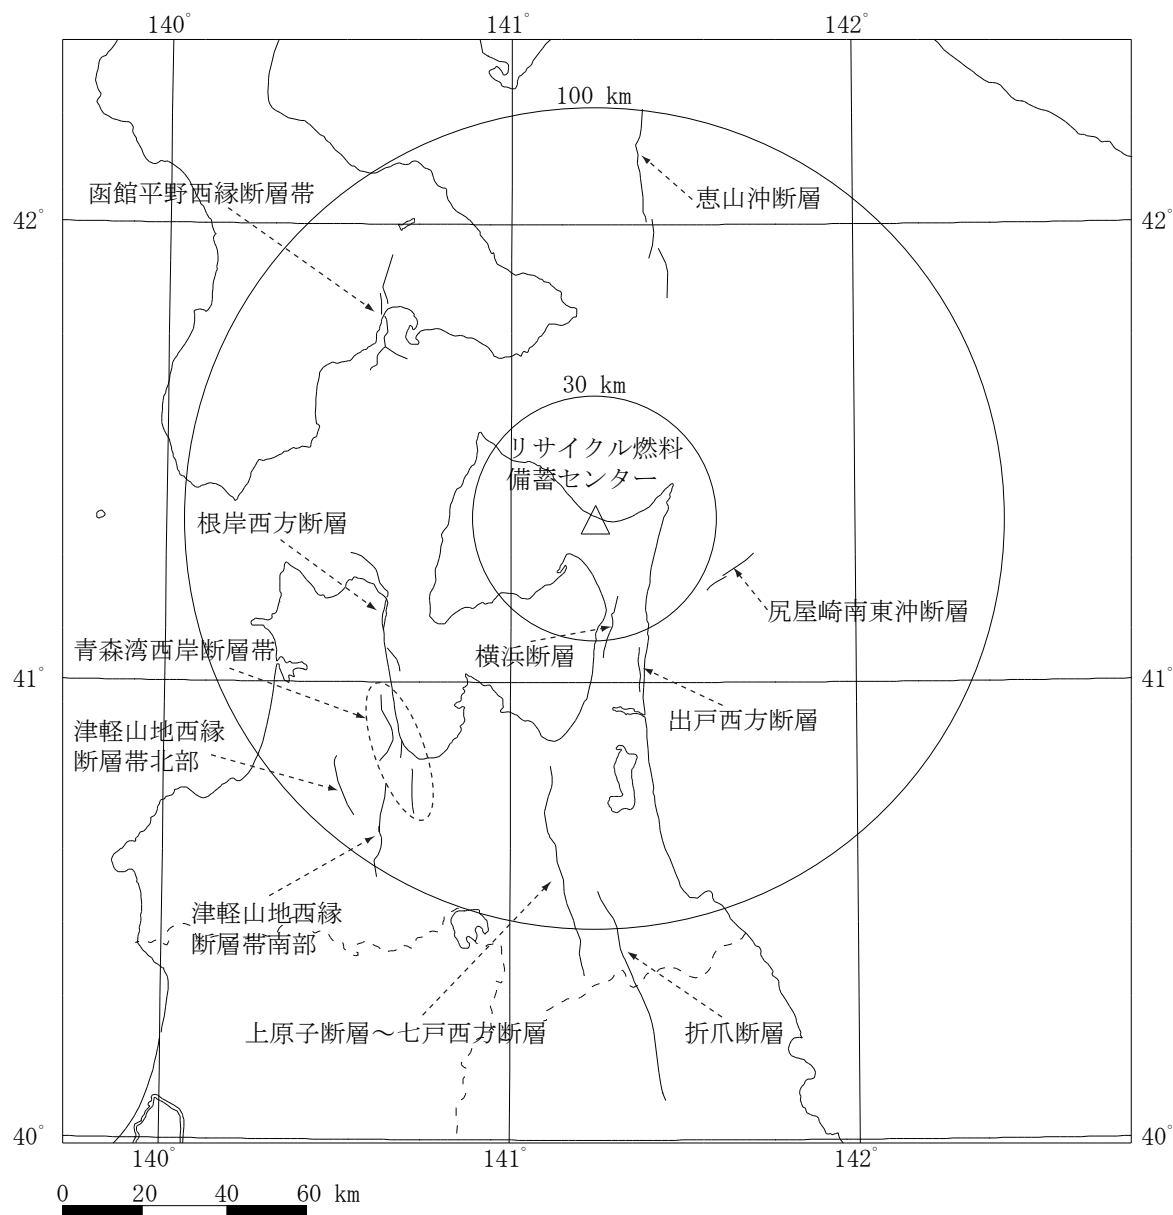 140°
141°
142°
100 km
函館平野西縁断層帯
恵山沖断層
42°
42°
30 km
リサイクル燃料
備蓄センター
根岸西方断層
尻屋崎南東沖断層
青森湾西岸断層帯
横浜断層
41°
41°
出戸西方断層
津軽山地西縁
断層帯北部
津軽山地西縁
断層帯南部
上原子断層～七戸西方断層
折爪断層
40°
40°
140°
141°
142°
0 20 40 60 km